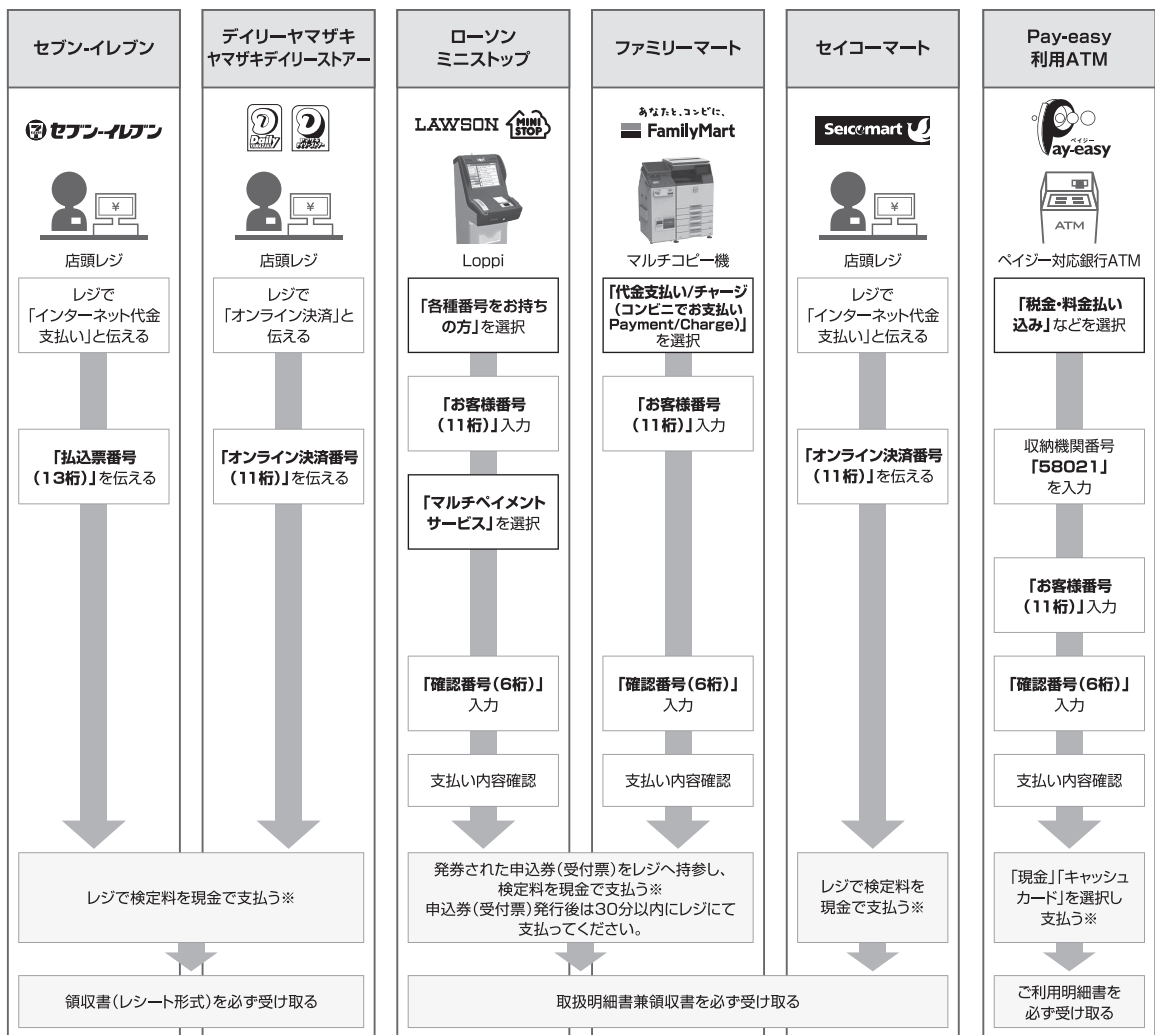 セブン-イレブン
セブン-イレブン
店頭レジ
レジで
「インターネット代金
支払い」と伝える
「払込票番号
(13桁)」を伝える
デイリーヤマザキ
ヤマザキデイリーストアー
Daily
店頭レジ
レジで
「オンライン決済」と
伝える
「オンライン決済番号
(11桁)」を伝える
レジで検定料を現金で支払う※
領収書(レシート形式)を必ず受け取る
ローソン
ミニストップ
LAWSON
MINI
STOP
Loppi
「各種番号をお持ち
の方」を選択
「お客様番号
(11桁)」入力
「マルチペイメント
サービス」を選択
「確認番号(6桁)」
入力
支払い内容確認
ファミリーマート
あなたと、コンビに、
FamilyMart
マルチコピー機
「代金支払い/チャージ
(コンビニでお支払い
Payment/Charge)」
を選択
「お客様番号
(11桁)」入力
「確認番号(6桁)」
入力
支払い内容確認
発券された申込券(受付票)をレジへ持参し、
検定料を現金で支払う※
申込券(受付票)発行後は30分以内にレジにて
支払ってください。
セイコーマート
Seicomart
店頭レジ
レジで
「インターネット代金
支払い」と伝える
「オンライン決済番号
(11桁)」を伝える
レジで検定料を
現金で支払う※
取扱明細書兼領収書を必ず受け取る
Pay-easy
利用ATM
ペイジー
Pay-easy
ATM
ペイジー対応銀行ATM
「税金・料金払い
込み」などを選択
収納機関番号
「58021」
を入力
「お客様番号
(11桁)」入力
「確認番号(6桁)」
入力
支払い内容確認
「現金」「キャッシュ
カード」を選択し
支払う※
ご利用明細書を
必ず受け取る